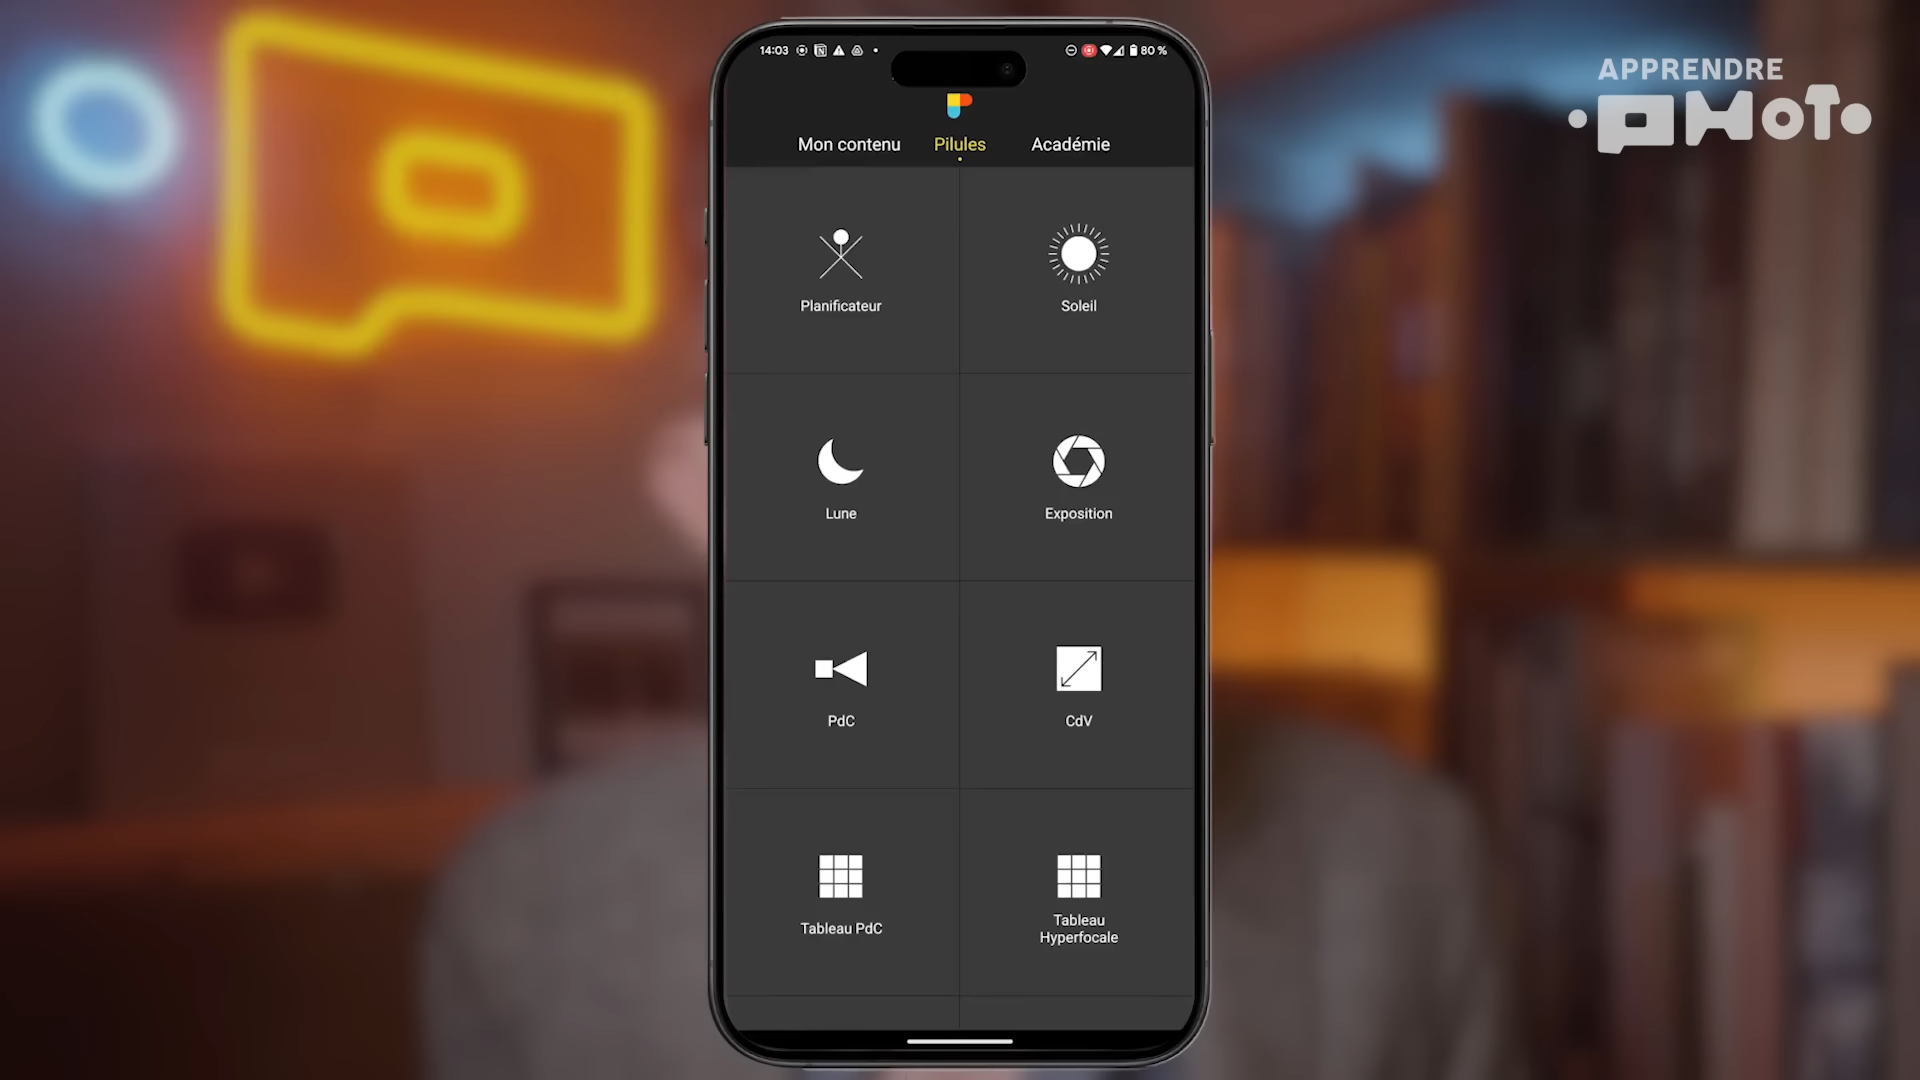 14:03
80 %
APPRENDRE
PHOTO
Mon contenu
Pilules
Académie
Planificateur
Soleil
Lune
Exposition
PdC
CdV
Tableau PdC
Tableau
Hyperfocale